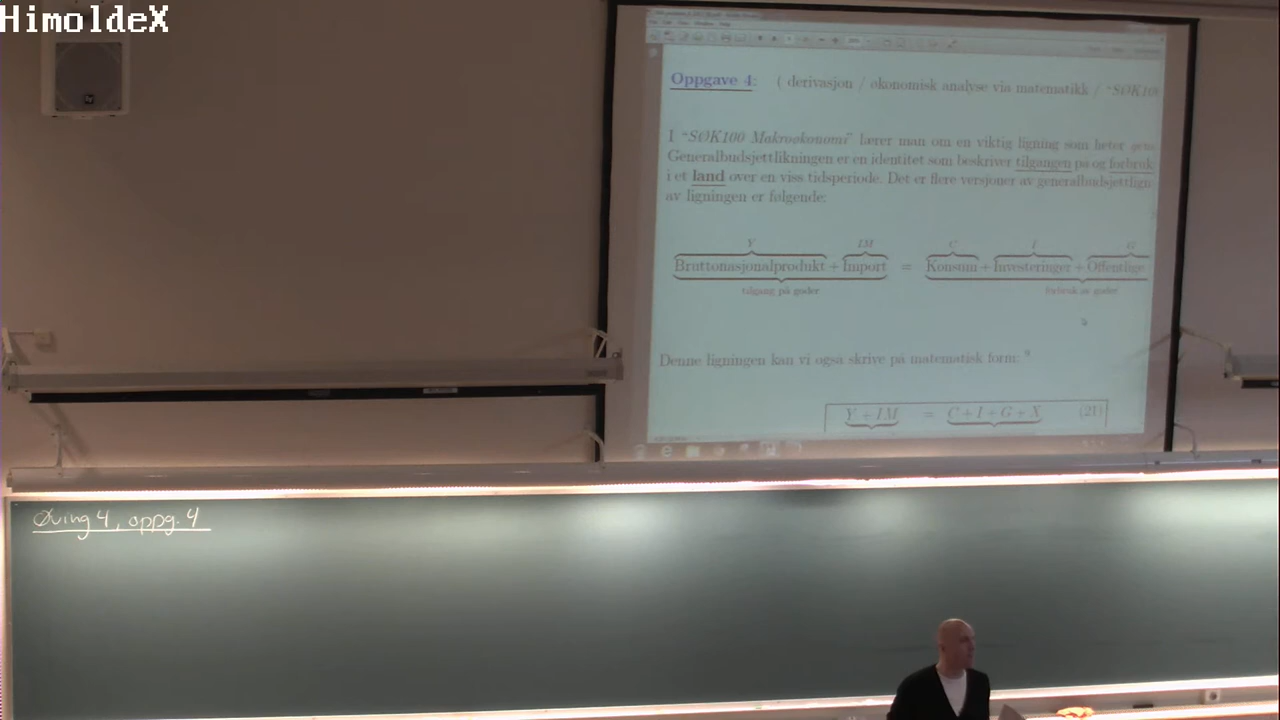 HimoldeX
Oppgave 4: ( derivasjon / økonomisk analyse via matematikk / "SØK10
I "SØK100 Makroøkonomi" lærer man om en viktig ligning som heter gene
Generalbudsjettlikningen er en identitet som beskriver tilgangen på og forbruk
i et land over en viss tidsperiode. Det er flere versjoner av generalbudsjettlign
av ligningen er følgende:
Y IM C I G
Bruttonasjonalprodukt + Import = Konsum + Investeringer + Offentlige
tilgang på goder forbruk av goder
Denne ligningen kan vi også skrive på matematisk form: 9
Y + IM = C + I + G + X (21)
Øving 4, oppg. 4